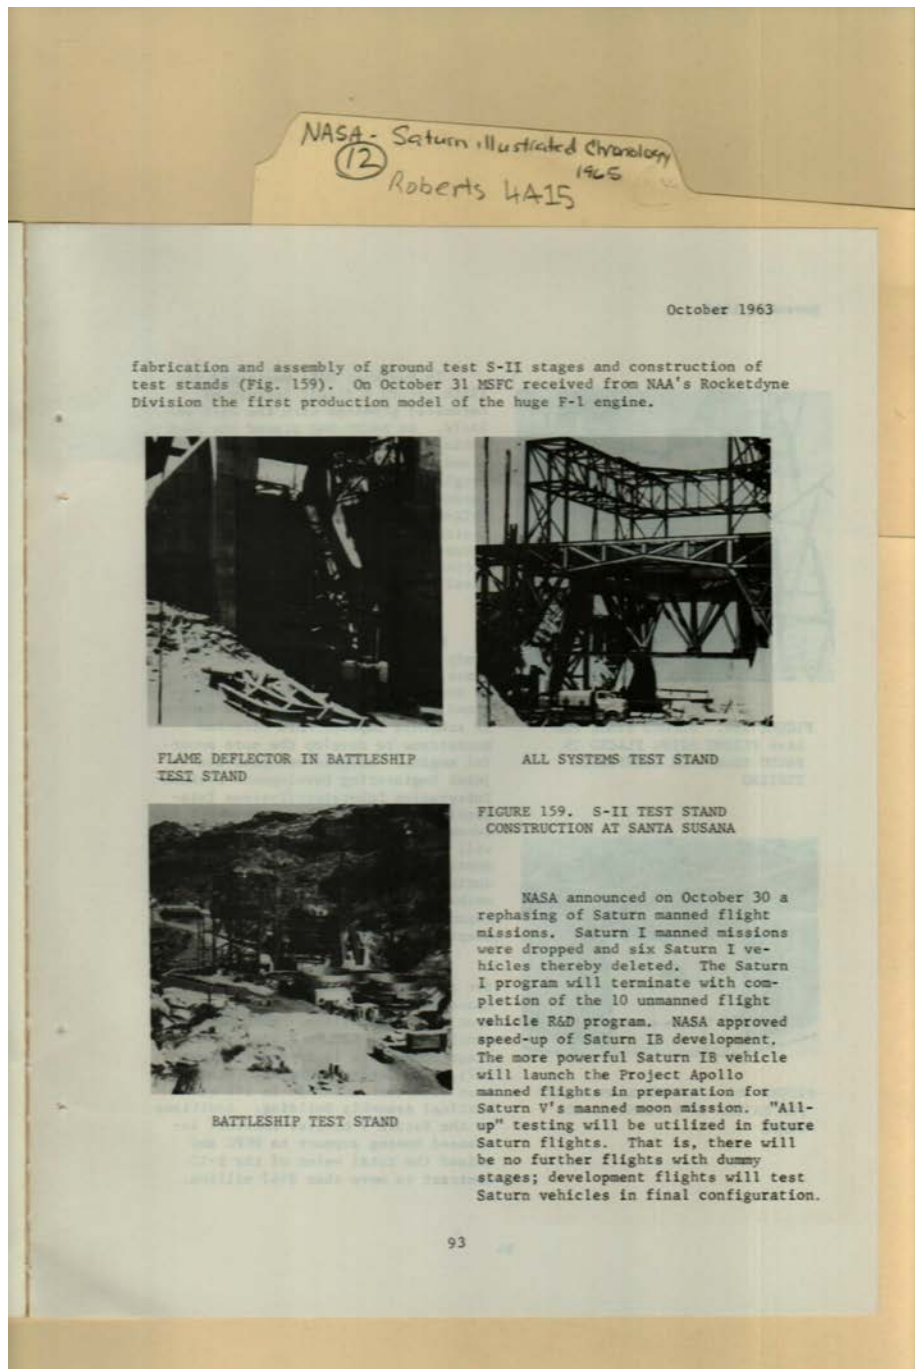 NASA - Saturn illustrated Chronology
12
1965
Roberts 4A15
October 1963
fabrication and assembly of ground test S-II stages and construction of
test stands (Fig. 159). On October 31 MSFC received from NAA's Rocketdyne
Division the first production model of the huge F-1 engine.
FLAME DEFLECTOR IN BATTLESHIP
TEST STAND
ALL SYSTEMS TEST STAND
FIGURE 159. S-II TEST STAND
CONSTRUCTION AT SANTA SUSANA
BATTLESHIP TEST STAND
NASA announced on October 30 a
rephasing of Saturn manned flight
missions. Saturn I manned missions
were dropped and six Saturn I ve-
hicles thereby deleted. The Saturn
I program will terminate with com-
pletion of the 10 unmanned flight
vehicle R&D program. NASA approved
speed-up of Saturn IB development.
The more powerful Saturn IB vehicle
will launch the Project Apollo
manned flights in preparation for
Saturn V's manned moon mission. "All-
up" testing will be utilized in future
Saturn flights. That is, there will
be no further flights with dummy
stages; development flights will test
Saturn vehicles in final configuration.
93